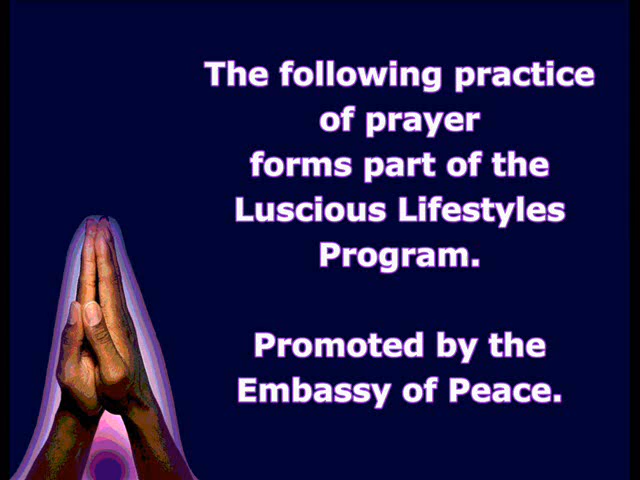 The following practice
of prayer
forms part of the
Luscious Lifestyles
Program.
Promoted by the
Embassy of Peace.